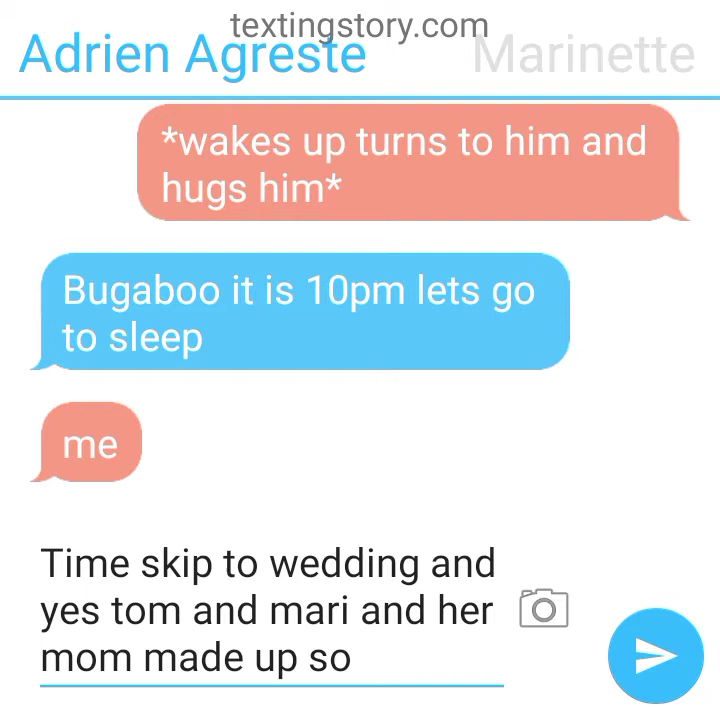 textingstory.com
Adrien Agreste Marinette
*wakes up turns to him and
hugs him*
Bugaboo it is 10pm lets go
to sleep
me
Time skip to wedding and
yes tom and mari and her
mom made up so